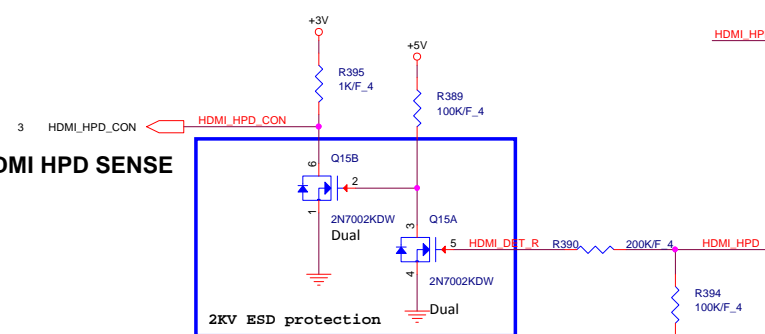 +3V
HDMI_HP
+5V
R395
1K/F_4
R389
100K/F_4
3 HDMI_HPD_CON HDMI_HPD_CON
DMI HPD SENSE
6 Q15B
2
1 2N7002KDW
Dual
3 Q15A
5 HDMI_DET_R R390 200K/F_4 HDMI_HPD
4 2N7002KDW
Dual
R394
100K/F_4
2KV ESD protection